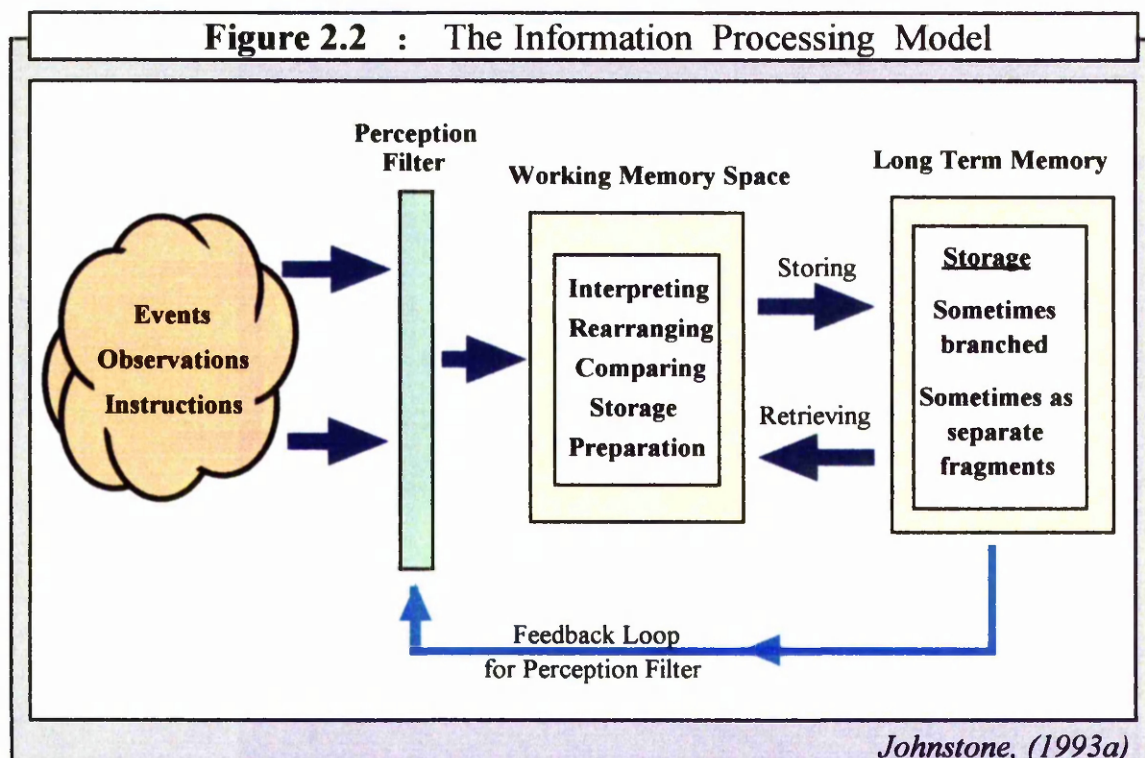 Figure 2.2 : The Information Processing Model
Perception
Filter
Events
Observations
Instructions
Working Memory Space
Interpreting
Rearranging
Comparing
Storage
Preparation
Storing
Retrieving
Long Term Memory
Storage
Sometimes
branched
Sometimes as
separate
fragments
Feedback Loop
for Perception Filter
Johnstone, (1993a)